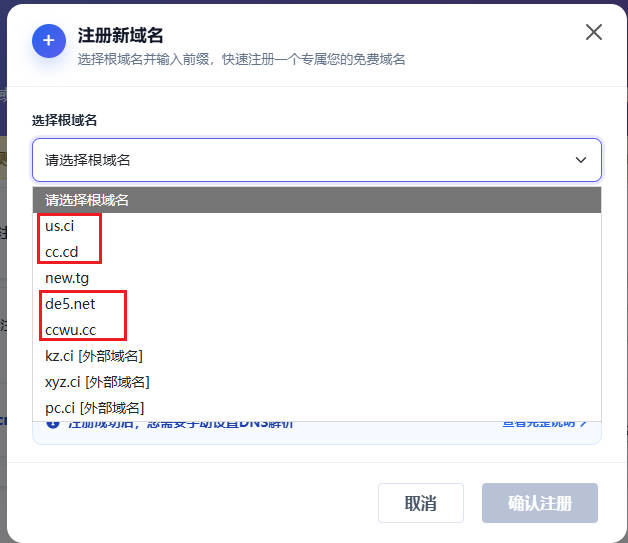 注册新域名
选择根域名并输入前缀，快速注册一个专属您的免费域名
选择根域名
请选择根域名
请选择根域名
us.ci
cc.cd
new.tg
de5.net
ccwu.cc
kz.ci [外部域名]
xyz.ci [外部域名]
pc.ci [外部域名]
注册成功后，您需要手动设置DNS解析
查看完整说明
取消
确认注册